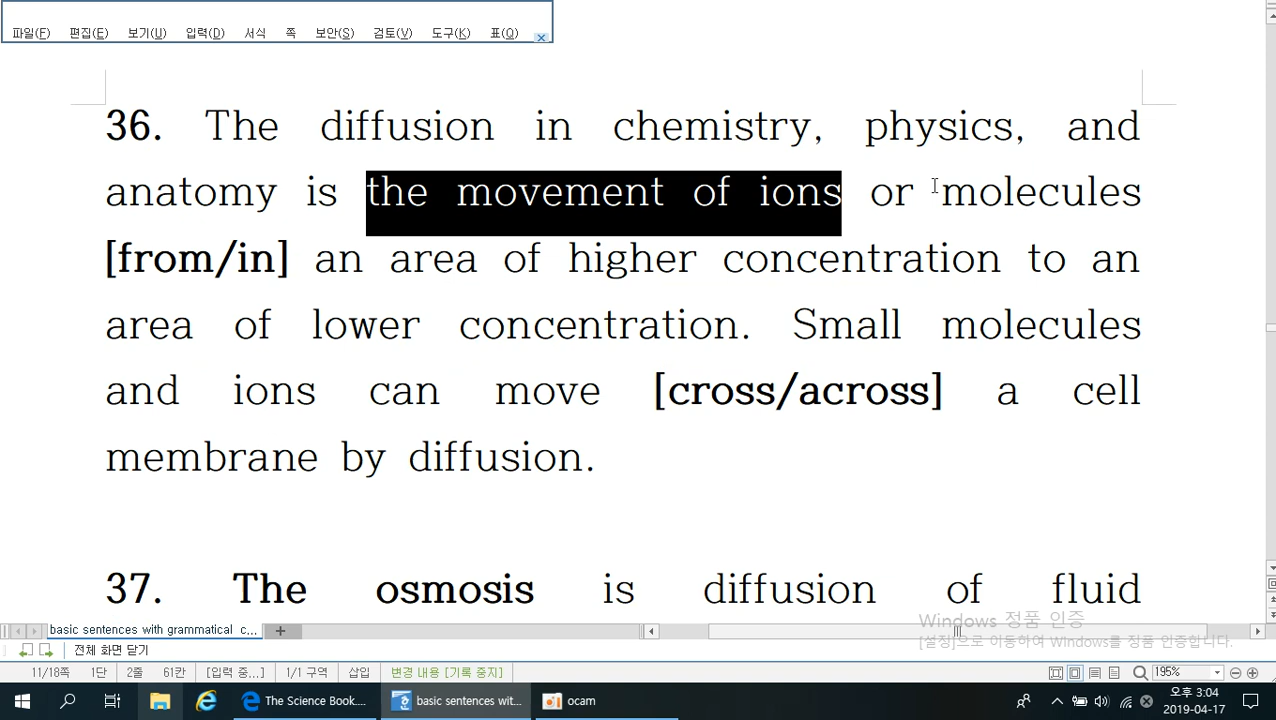 파일(F) 편집(E) 보기(U) 입력(D) 서식 쪽 보안(S) 검토(V) 도구(K) 표(Q)
36. The diffusion in chemistry, physics, and
anatomy is the movement of ions or molecules
[from/in] an area of higher concentration to an
area of lower concentration. Small molecules
and ions can move [cross/across] a cell
membrane by diffusion.
37. The osmosis is diffusion of fluid
Windows 정품 인증
[설정]으로 이동하여 Windows를 정품 인증합니다.
basic sentences with grammatical c...
전체 화면 닫기
11/18쪽 1단 2줄 61칸 [입력 중...] 1/1 구역 삽입 변경 내용 [기록 중지] 195%
The Science Book.... basic sentences wit... ocam 오후 3:04
2019-04-17